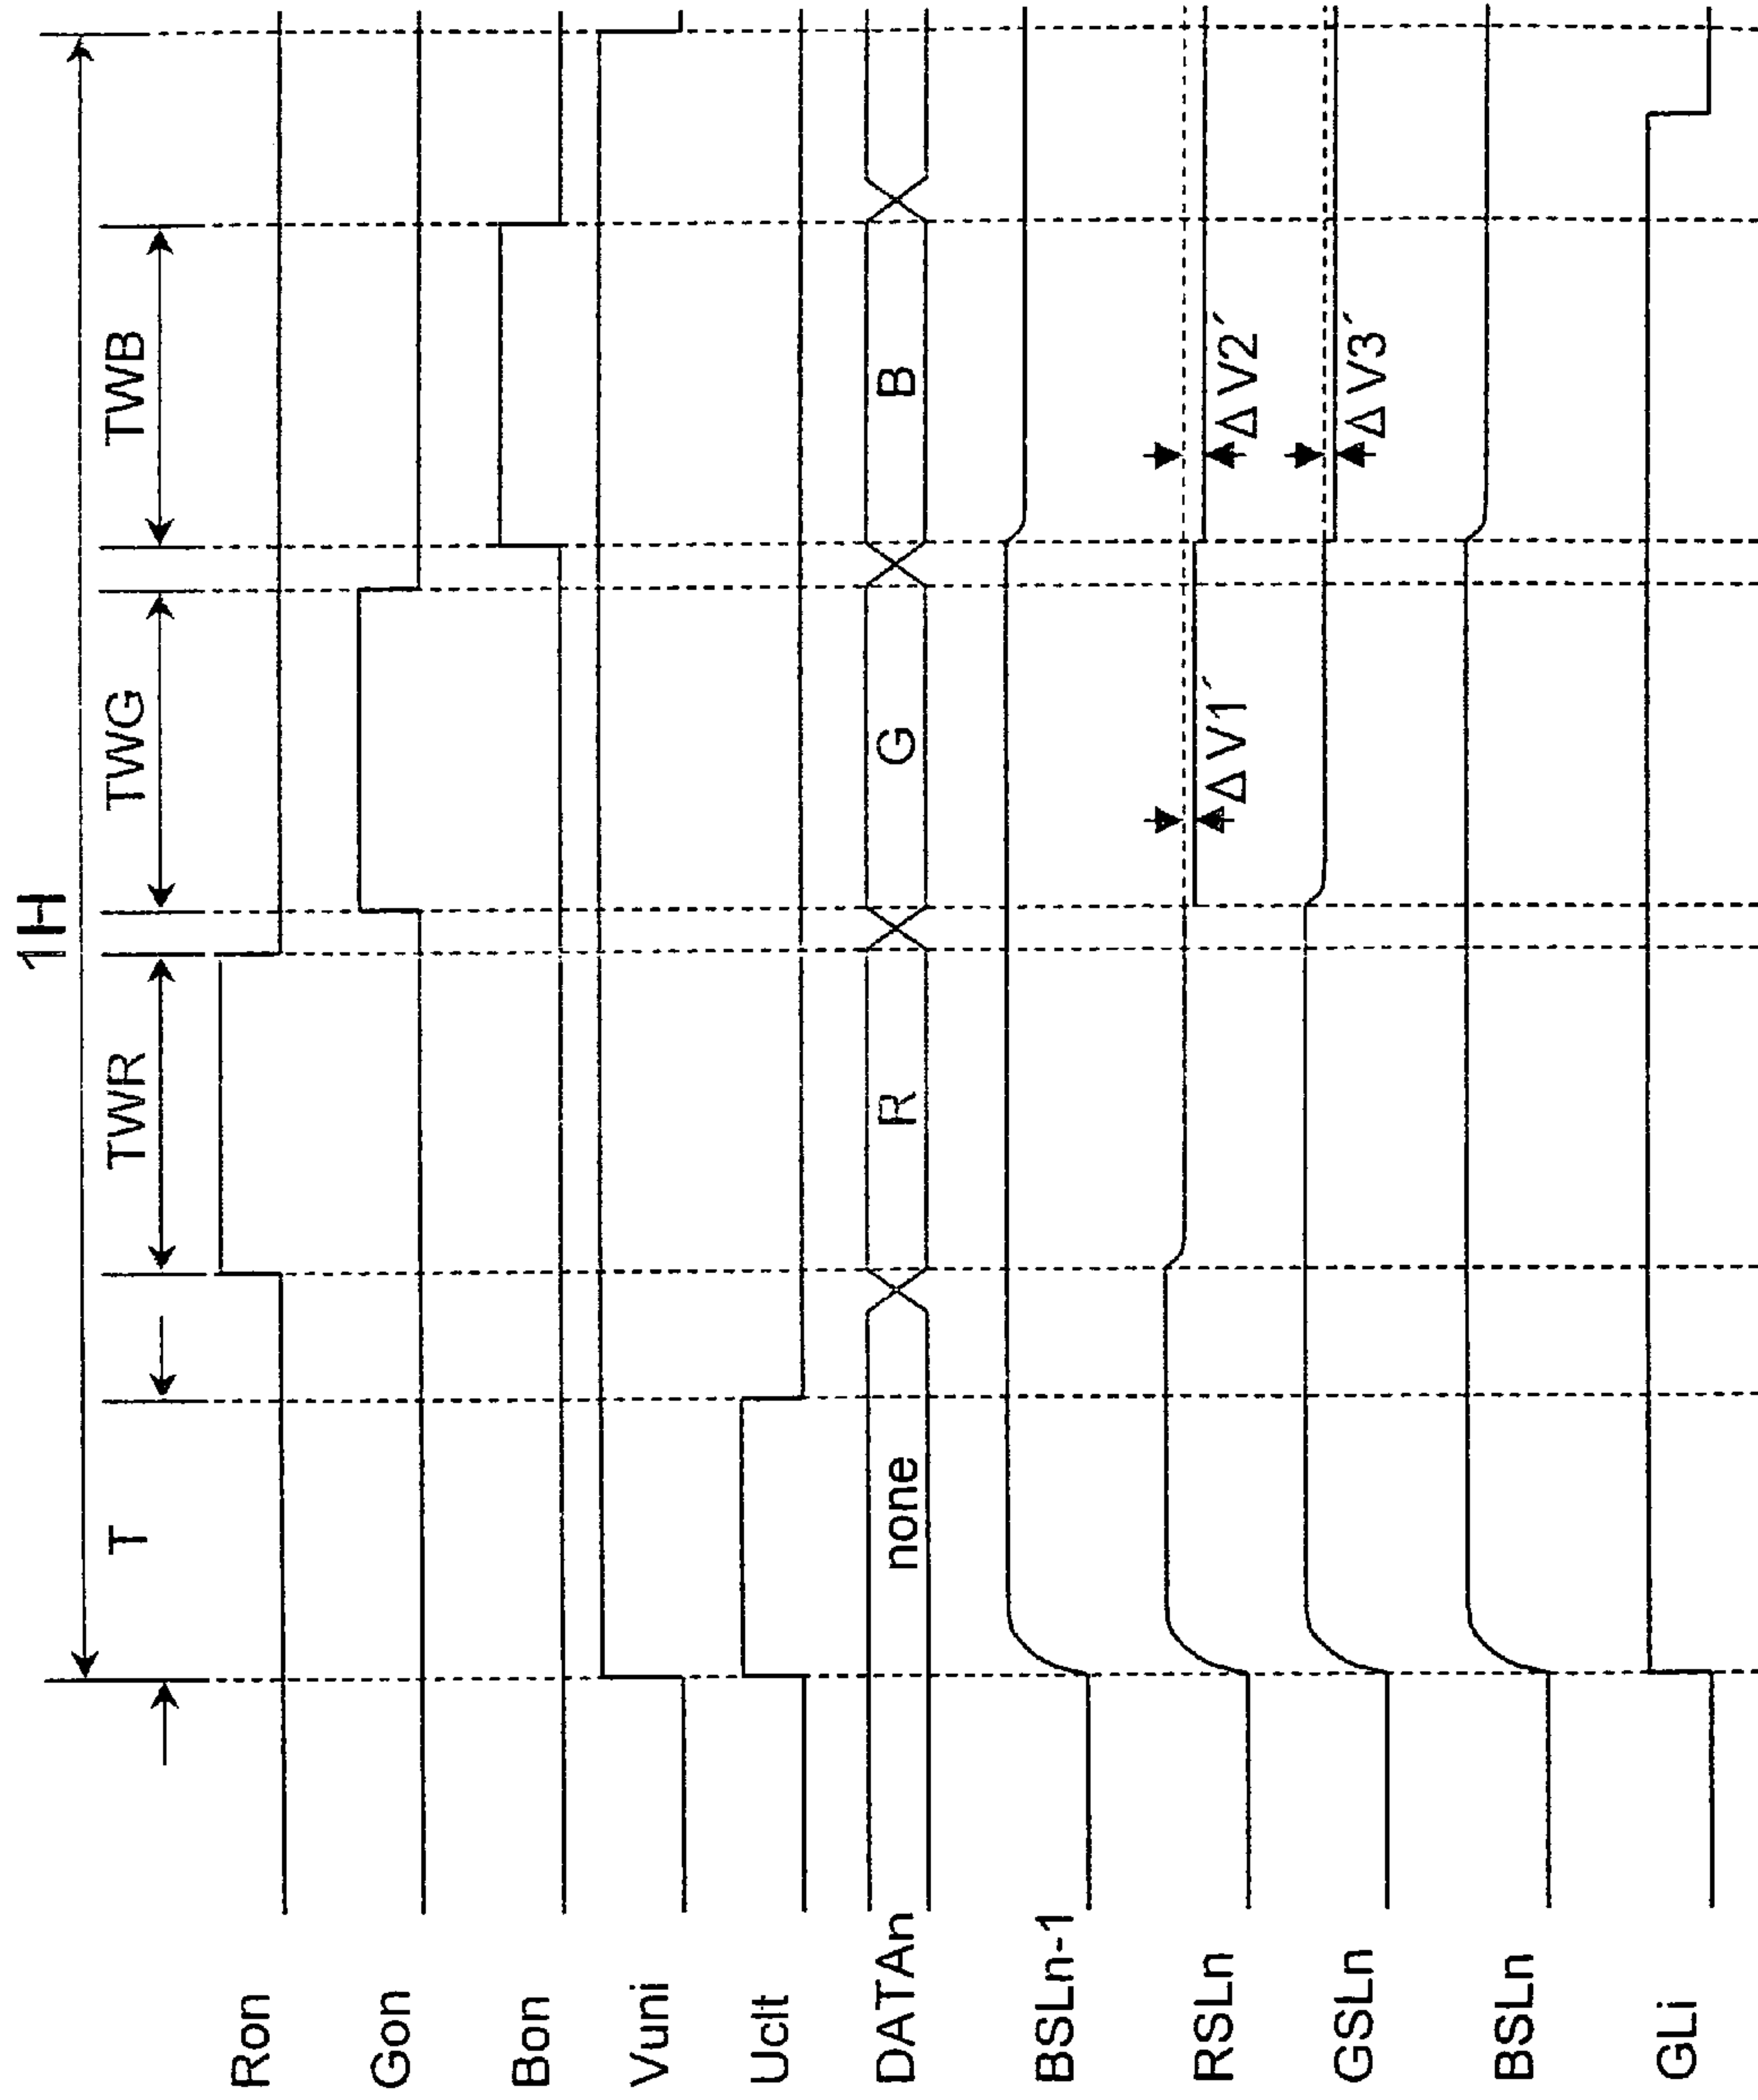 1H
T
TWR
TWG
TWB
Ron
Gon
Bon
Vuni
Uclt
DATAn
none
R
G
B
BSLn-1
RSLn
ΔV1´
ΔV2´
GSLn
ΔV3´
BSLn
GLi